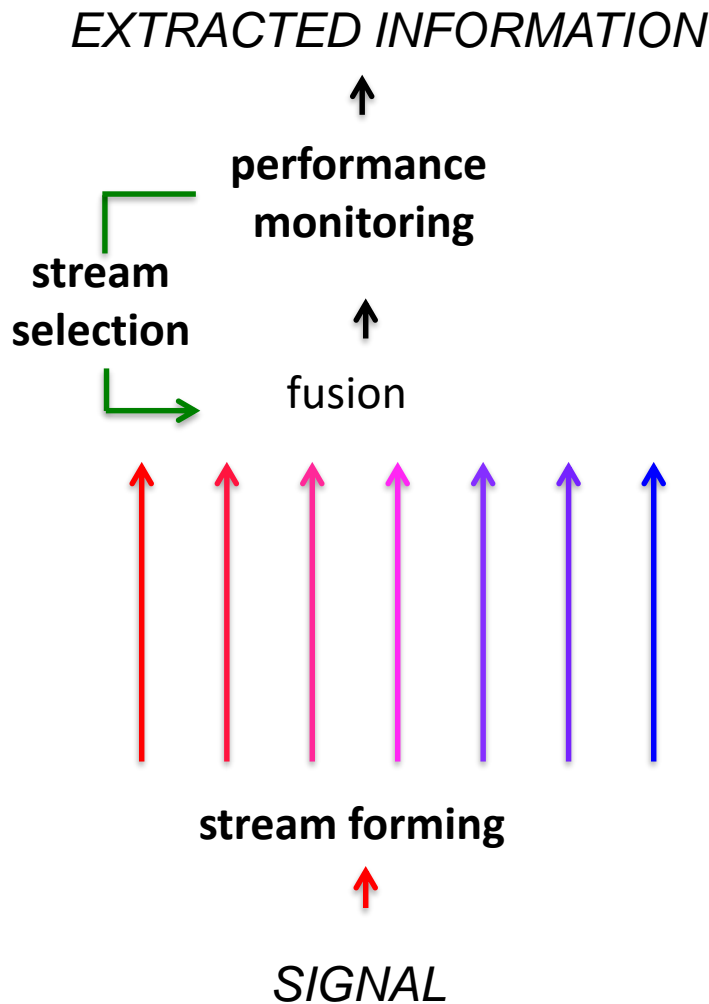 EXTRACTED INFORMATION
performance
monitoring
stream
selection
fusion
stream forming
SIGNAL